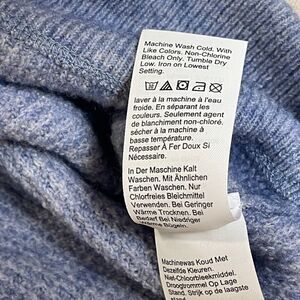 Machine Wash Cold. With
Like Colors. Non-Chlorine
Bleach Only. Tumble Dry
Low. Iron on Lowest
Setting.
laver à la machine à l'eau
froide. En séparant les
couleurs. Seulement agent
de blanchiment non-chloré.
sécher à la machine à
basse température.
Repasser À Fer Doux Si
Nécessaire.
In Der Maschine Kalt
Waschen. Mit Ähnlichen
Farben Waschen. Nur
Chlorfreies Bleichmittel
Verwenden. Bei Geringer
Wärme Trocknen. Bei
Bedarf Bei Niedriger
Wärme Bügeln.
Machinewas Koud Met
Dezelfde Kleuren.
Niet-Chloorbleekmiddel.
Droogtrommel Op Lage
Stand, Strijk op de laagste